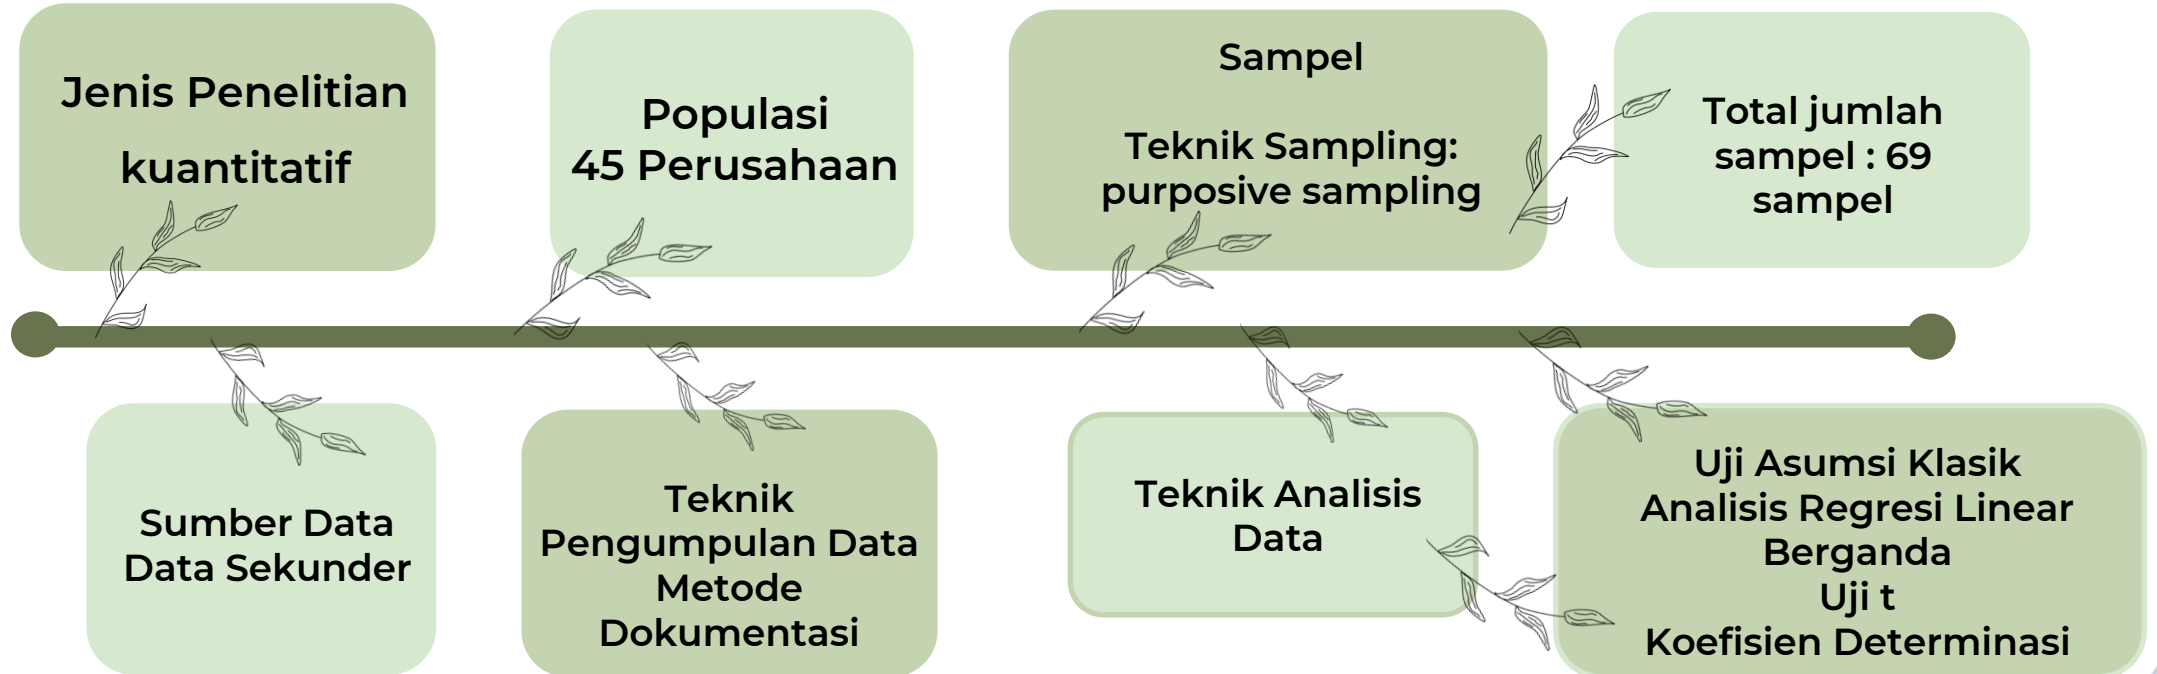 Jenis Penelitian
kuantitatif
Populasi
45 Perusahaan
Sampel
Teknik Sampling:
purposive sampling
Total jumlah
sampel : 69
sampel
Sumber Data
Data Sekunder
Teknik
Pengumpulan Data
Metode
Dokumentasi
Teknik Analisis
Data
Uji Asumsi Klasik
Analisis Regresi Linear
Berganda
Uji t
Koefisien Determinasi